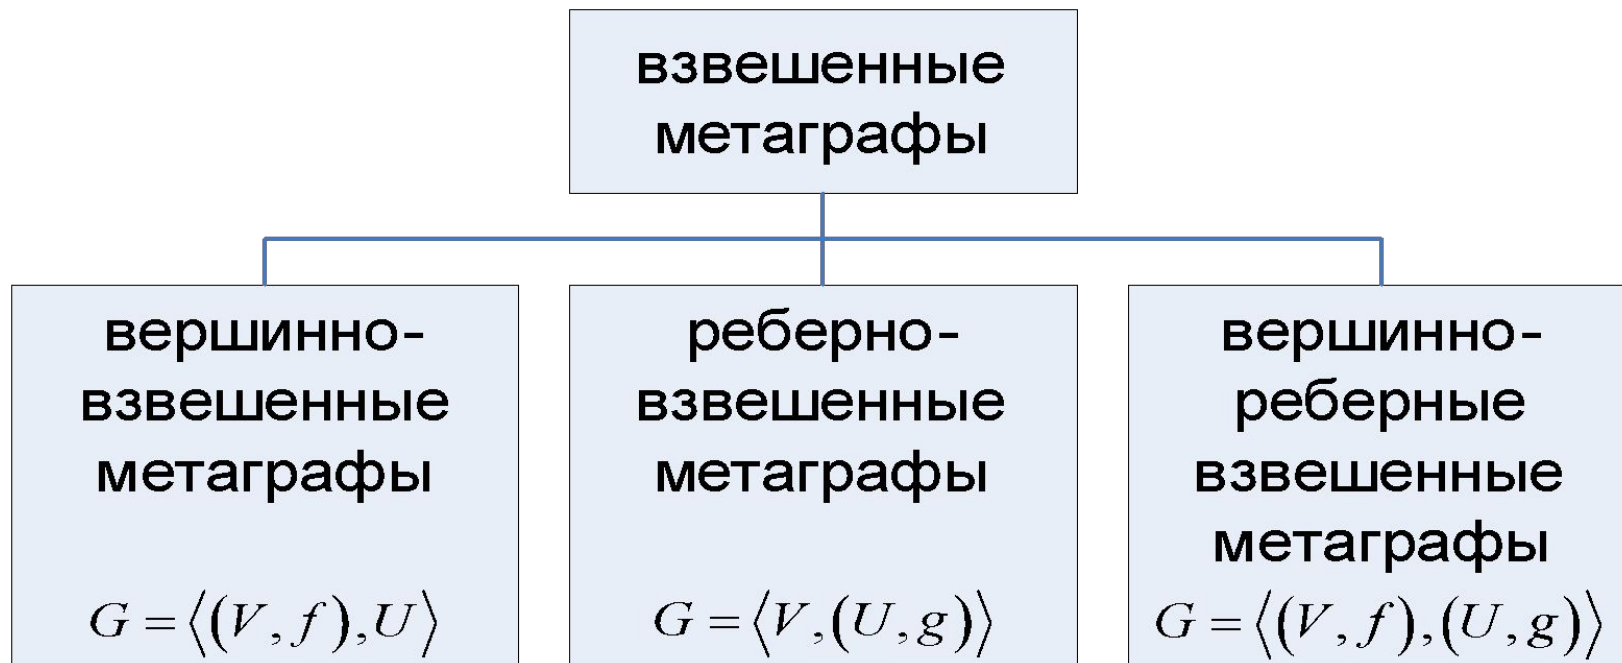 взвешенные
метаграфы
вершинно-
взвешенные
метаграфы
G = ⟨(V, f), U⟩
реберно-
взвешенные
метаграфы
G = ⟨V, (U, g)⟩
вершинно-
реберные
взвешенные
метаграфы
G = ⟨(V, f), (U, g)⟩